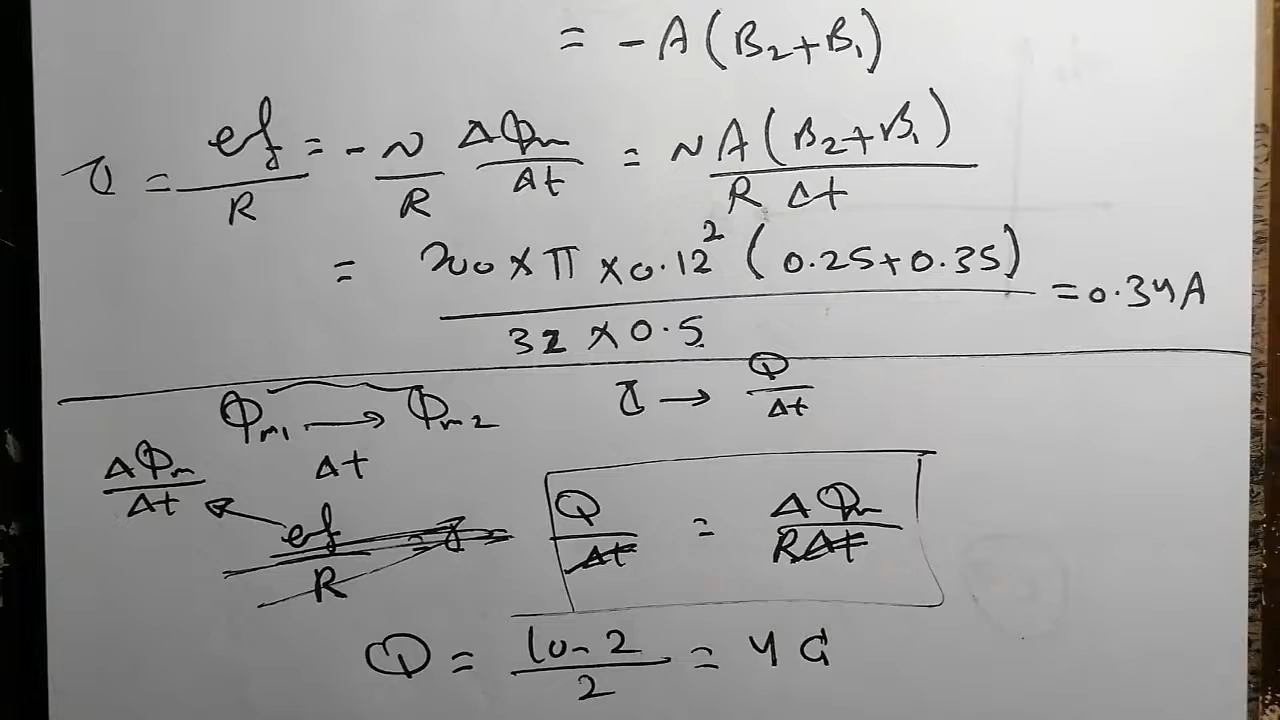 = -A(B₂+B₁)
I = ef/R = -N/R ΔΦm/Δt = NA(B₂+B₁)/R Δt
= 200×π×0.12² (0.25+0.35)/32×0.5 = 0.34A
Φm1 → Φm2 I → Q/Δt
ΔΦm/Δt Δt
ef/R Q/Δt = ΔΦm/RΔt
Q = 10-2/2 = 4C